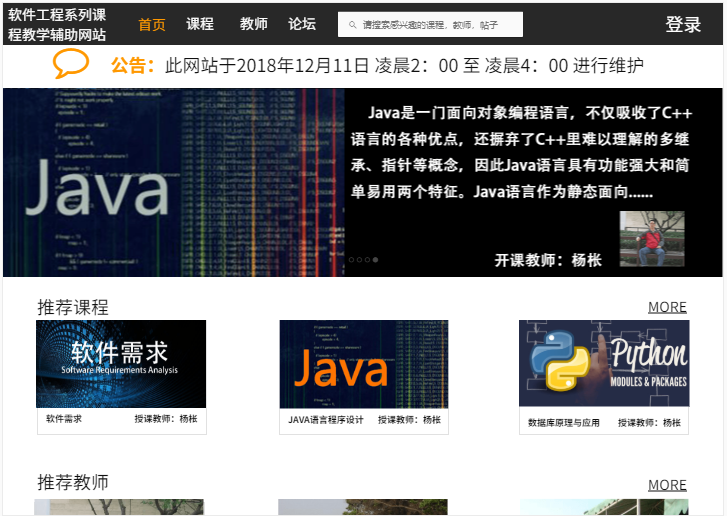 软件工程系列课
程教学辅助网站
首页
课程
教师
论坛
请搜索感兴趣的课程，教师，帖子
登录
公告：此网站于2018年12月11日 凌晨2：00 至 凌晨4：00 进行维护
Java
Java是一门面向对象编程语言，不仅吸收了C++
语言的各种优点，还摒弃了C++里难以理解的多继
承、指针等概念，因此Java语言具有功能强大和简
单易用两个特征。Java语言作为静态面向......
开课教师：杨枨
推荐课程
MORE
软件需求
Software Requirements Analysis
Java
Python
MODULES & PACKAGES
软件需求
授课教师：杨枨
JAVA语言程序设计
授课教师：杨枨
数据库原理与应用
授课教师：杨枨
推荐教师
MORE